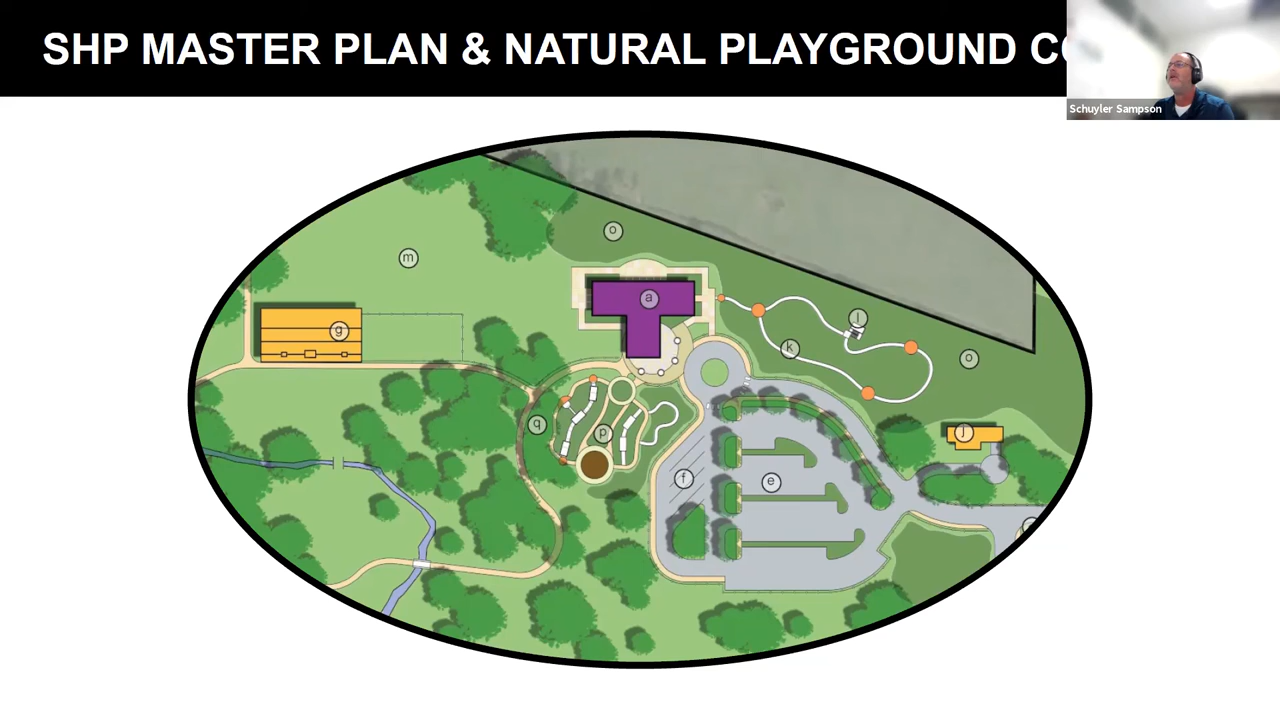 SHP MASTER PLAN & NATURAL PLAYGROUND
Schuyler Sampson
o
m
a
l
g
k
o
q
p
j
f
e